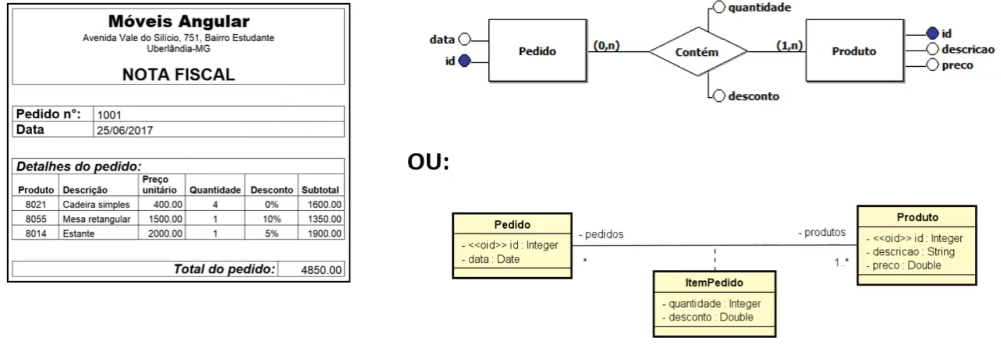 Móveis Angular
Avenida Vale do Silício, 751, Bairro Estudante
Uberlândia-MG
NOTA FISCAL
Pedido n°: 1001
Data 25/06/2017
Detalhes do pedido:
Produto Descrição Preço unitário Quantidade Desconto Subtotal
8021 Cadeira simples 400.00 4 0% 1600.00
8055 Mesa retangular 1500.00 1 10% 1350.00
8014 Estante 2000.00 1 5% 1900.00
Total do pedido: 4850.00
quantidade
data
id
Pedido
(0,n)
Contém
(1,n)
Produto
id
descricao
preco
desconto
OU:
Pedido
- <<oid>> id : Integer
- data : Date
- pedidos
*
- produtos
1..*
Produto
- <<oid>> id : Integer
- descricao : String
- preco : Double
ItemPedido
- quantidade : Integer
- desconto : Double